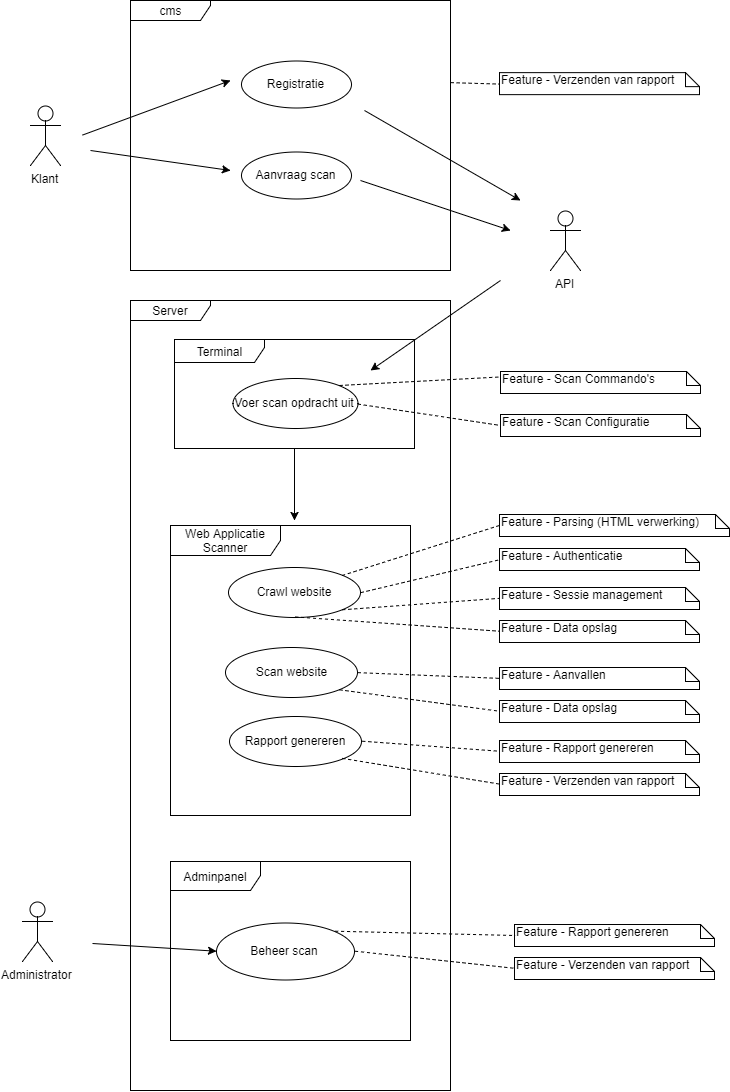 cms
Registratie
Feature - Verzenden van rapport
Klant
Aanvraag scan
API
Server
Terminal
Voer scan opdracht uit
Feature - Scan Commando's
Feature - Scan Configuratie
Web Applicatie
Scanner
Feature - Parsing (HTML verwerking)
Feature - Authenticatie
Crawl website
Feature - Sessie management
Feature - Data opslag
Scan website
Feature - Aanvallen
Feature - Data opslag
Rapport genereren
Feature - Rapport genereren
Feature - Verzenden van rapport
Adminpanel
Feature - Rapport genereren
Beheer scan
Feature - Verzenden van rapport
Administrator